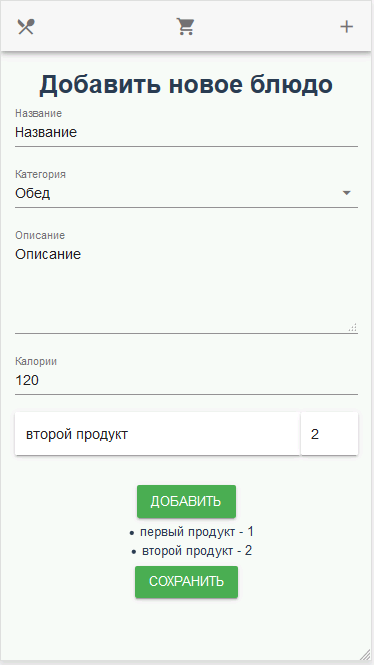 Добавить новое блюдо
Название
Название
Категория
Обед
Описание
Описание
Калории
120
второй продукт 2
ДОБАВИТЬ
• первый продукт - 1
• второй продукт - 2
СОХРАНИТЬ